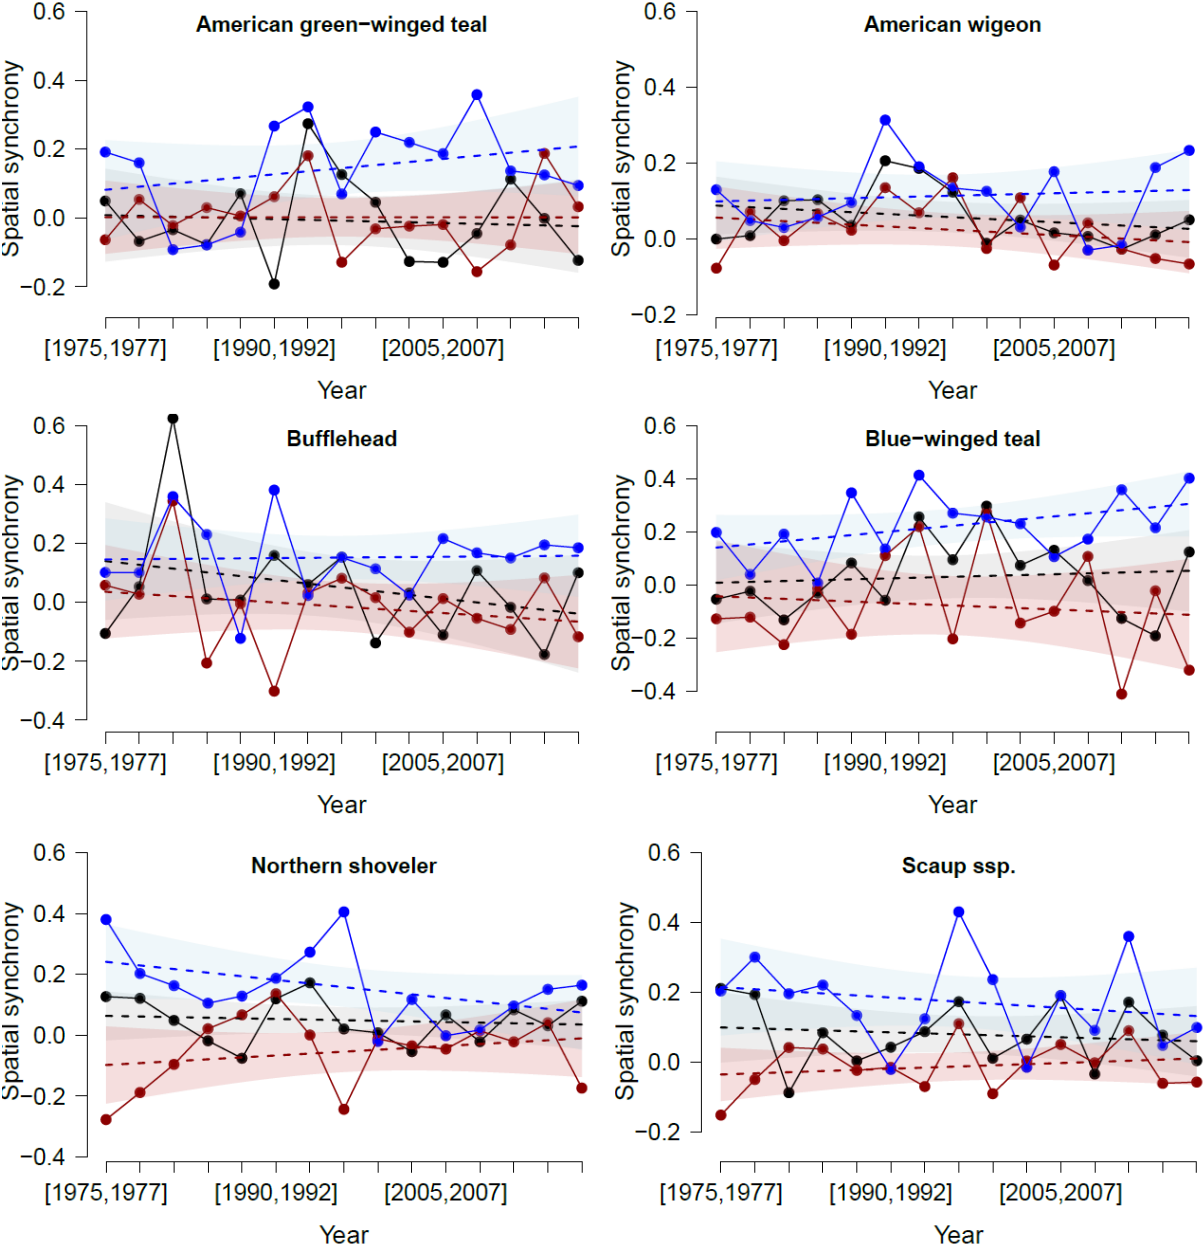 American green−winged teal
Spatial synchrony
0.6
0.4
0.2
0.0
−0.2
[1975,1977] [1990,1992] [2005,2007]
Year
American wigeon
Spatial synchrony
0.6
0.4
0.2
0.0
−0.2
[1975,1977] [1990,1992] [2005,2007]
Year
Bufflehead
Spatial synchrony
0.6
0.4
0.2
0.0
−0.2
−0.4
[1975,1977] [1990,1992] [2005,2007]
Year
Blue−winged teal
Spatial synchrony
0.6
0.4
0.2
0.0
−0.2
−0.4
[1975,1977] [1990,1992] [2005,2007]
Year
Northern shoveler
Spatial synchrony
0.6
0.4
0.2
0.0
−0.2
−0.4
[1975,1977] [1990,1992] [2005,2007]
Year
Scaup ssp.
Spatial synchrony
0.6
0.4
0.2
0.0
−0.2
[1975,1977] [1990,1992] [2005,2007]
Year